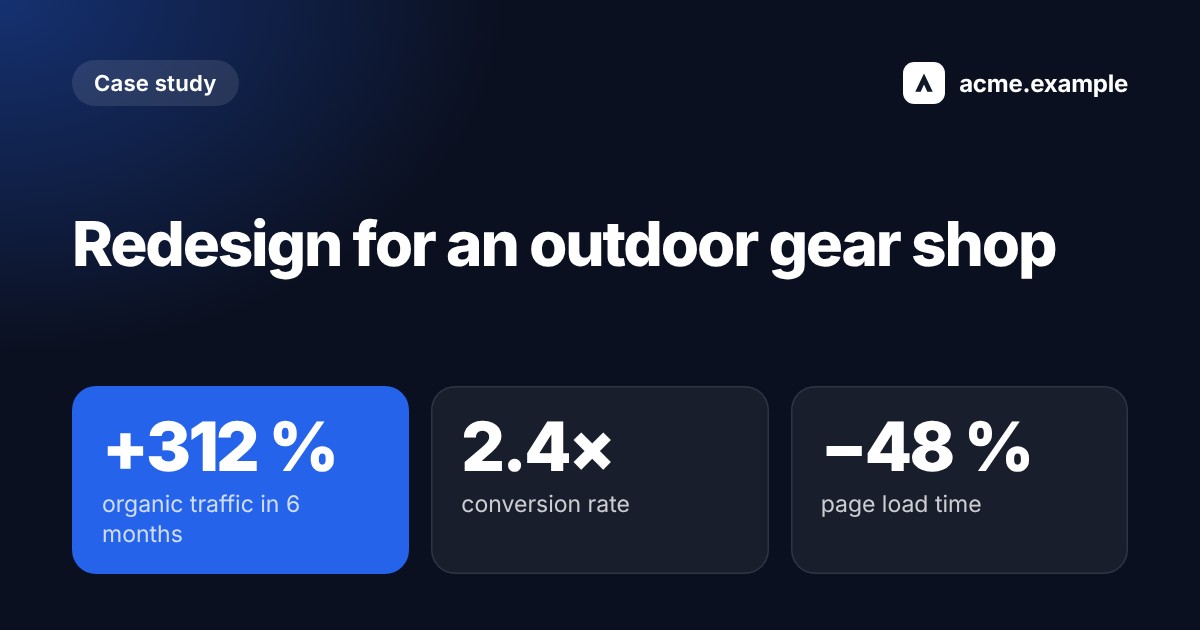 Case study
acme.example
Redesign for an outdoor gear shop
+312 %
organic traffic in 6
months
2.4×
conversion rate
−48 %
page load time